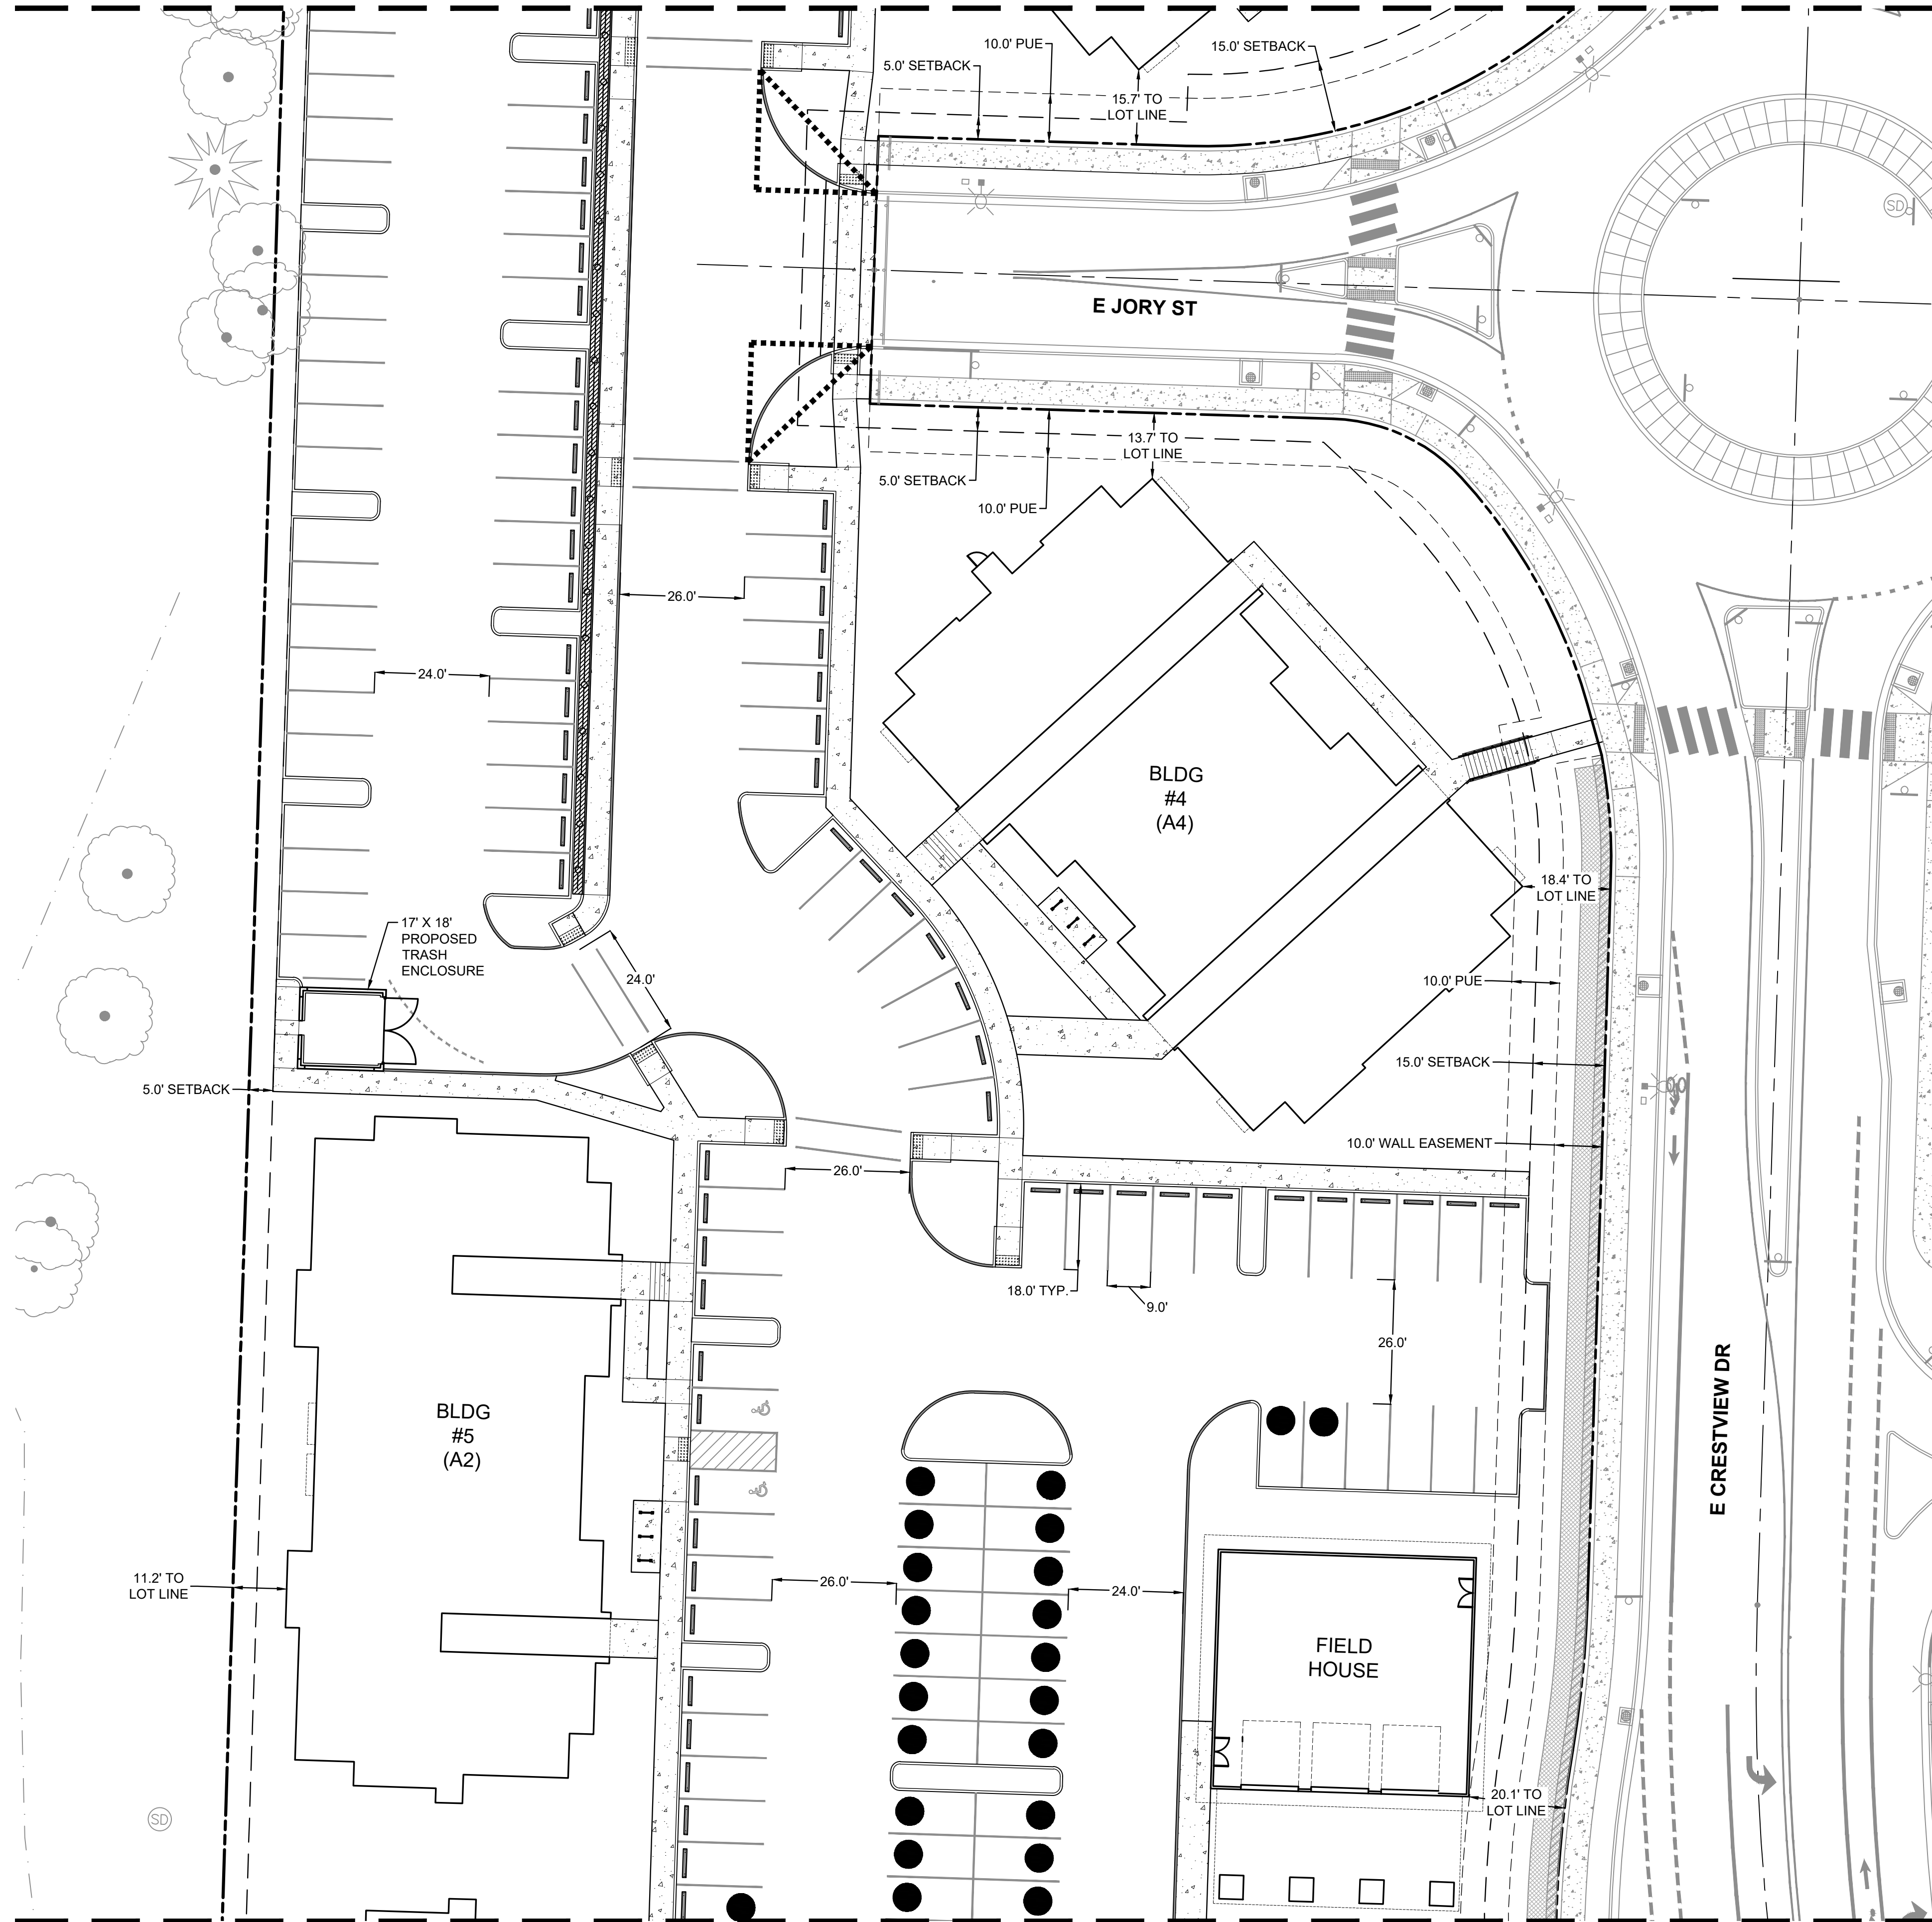 10.0' PUE
15.0' SETBACK
5.0' SETBACK
15.7' TO
LOT LINE
SD
E JORY ST
13.7' TO
LOT LINE
5.0' SETBACK
10.0' PUE
26.0'
24.0'
BLDG
#4
(A4)
18.4' TO
LOT LINE
17' X 18'
PROPOSED
TRASH
ENCLOSURE
24.0'
10.0' PUE
15.0' SETBACK
5.0' SETBACK
10.0' WALL EASEMENT
26.0'
18.0' TYP.
9.0'
26.0'
E CRESTVIEW DR
BLDG
#5
(A2)
11.2' TO
LOT LINE
26.0'
24.0'
FIELD
HOUSE
20.1' TO
LOT LINE
SD